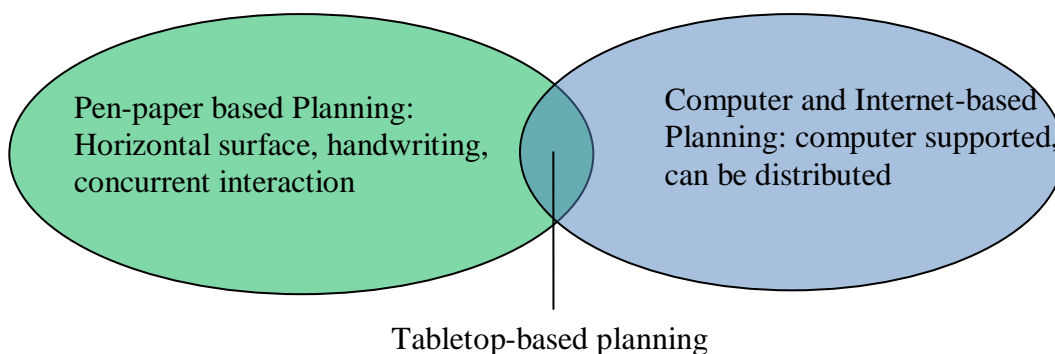 Pen-paper based Planning:
Horizontal surface, handwriting,
concurrent interaction
Computer and Internet-based
Planning: computer supported,
can be distributed
Tabletop-based planning